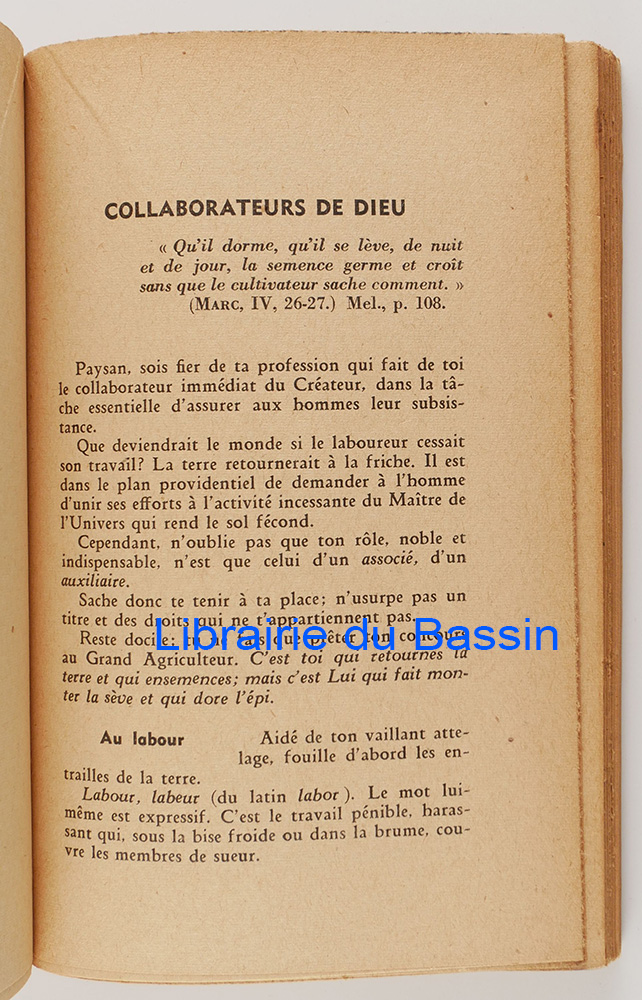 COLLABORATEURS DE DIEU
« Qu'il dorme, qu'il se lève, de nuit
et de jour, la semence germe et croît
sans que le cultivateur sache comment. »
(MARC, IV, 26-27.) Mel., p. 108.
Paysan, sois fier de ta profession qui fait de toi
le collaborateur immédiat du Créateur, dans la tâ-
che essentielle d'assurer aux hommes leur subsis-
tance.
Que deviendrait le monde si le laboureur cessait
son travail? La terre retournerait à la friche. Il est
dans le plan providentiel de demander à l'homme
d'unir ses efforts à l'activité incessante du Maître de
l'Univers qui rend le sol fécond.
Cependant, n'oublie pas que ton rôle, noble et
indispensable, n'est que celui d'un associé, d'un
auxiliaire.
Sache donc te tenir à ta place; n'usurpe pas un
titre et des droits qui ne t'appartiennent pas.
Reste docile: tu ne fais que prêter ton concours
Librairie du Bassin
au Grand Agriculteur. C'est toi qui retournes la
terre et qui ensemences; mais c'est Lui qui fait mon-
ter la sève et qui dore l'épi.
Au labour Aidé de ton vaillant atte-
lage, fouille d'abord les en-
trailles de la terre.
Labour, labeur (du latin labor). Le mot lui-
même est expressif. C'est le travail pénible, haras-
sant qui, sous la bise froide ou dans la brume, cou-
vre les membres de sueur.